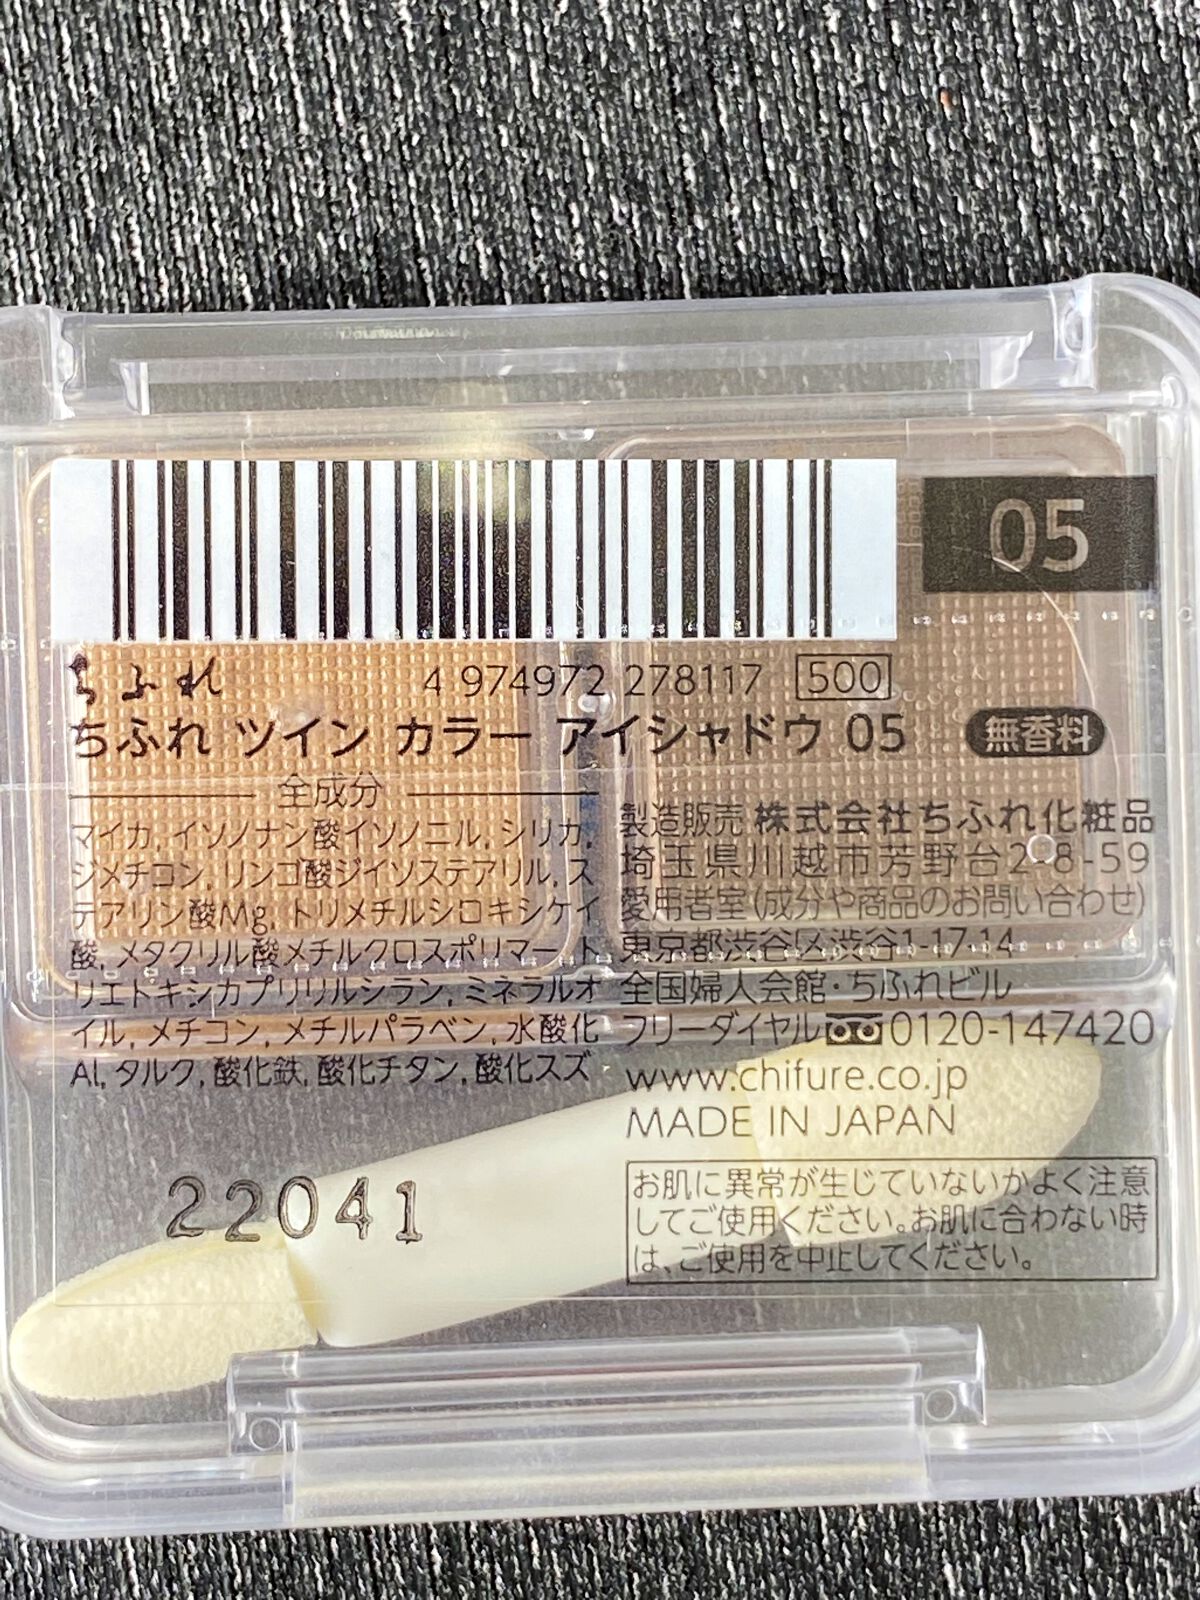 05
ちふれ
4 974972 278117 500
ちふれ ツイン カラー アイシャドウ 05 無香料
全成分
マイカ, イソノナン酸イソノニル, シリカ,
ジメチコン, リンゴ酸ジイソステアリル, ス
テアリン酸Mg, トリメチルシロキシケイ
酸, メタクリル酸メチルクロスポリマー, ト
リエトキシカプリリルシラン, ミネラルオ
イル, メチコン, メチルパラベン, 水酸化
Al, タルク, 酸化鉄, 酸化チタン, 酸化スズ
製造販売 株式会社ちふれ化粧品
埼玉県川越市芳野台2-8-59
愛用者室(成分や商品のお問い合わせ)
東京都渋谷区渋谷1-17-14
全国婦人会館・ちふれビル
フリーダイヤル0120-147420
www.chifure.co.jp
MADE IN JAPAN
お肌に異常が生じていないかよく注意
してご使用ください。お肌に合わない時
は、ご使用を中止してください。
22041